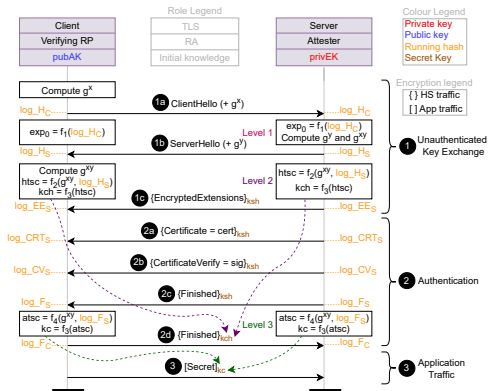 Client
Verifying RP
pubAK
Role Legend
TLS
RA
Initial knowledge
Server
Attester
privEK
Colour Legend
Private key
Public key
Running hash
Secret Key
Encryption legend
{ } HS traffic
[ ] App traffic
Compute g^x
log_H_C
1a ClientHello (+ g^x)
log_H_C
exp_0 = f_1(log_H_C)
Level 1
exp_0 = f_1(log_H_C)
Compute g^y and g^xy
1b ServerHello (+ g^y)
log_H_S
log_H_S
1 Unauthenticated
Key Exchange
Compute g^xy
htsc = f_2(g^xy, log_H_S)
kch = f_3(htsc)
Level 2
htsc = f_2(g^xy, log_H_S)
kch = f_3(htsc)
1c {EncryptedExtensions}_ksh
log_EE_S
log_EE_S
2a {Certificate = cert}_ksh
log_CRT_S
log_CRT_S
2b {CertificateVerify = sig}_ksh
log_CV_S
log_CV_S
2 Authentication
2c {Finished}_ksh
log_F_S
log_F_S
atsc = f_4(g^xy, log_F_S)
kc = f_3(atsc)
Level 3
atsc = f_4(g^xy, log_F_S)
kc = f_3(atsc)
2d {Finished}_kch
log_F_C
log_F_C
3 [Secret]_kc
3 Application
Traffic